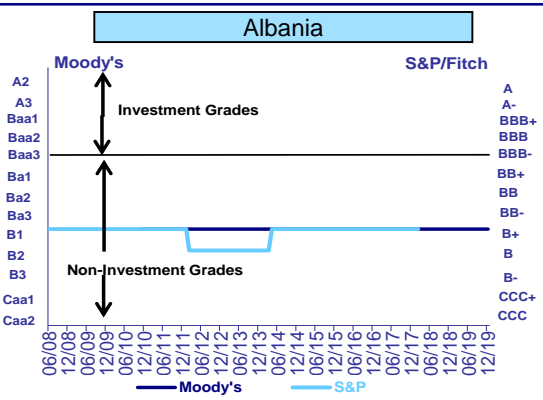 Albania
Moody's S&P/Fitch
A2 A
A3 A-
Baa1 BBB+
Investment Grades
Baa2 BBB
Baa3 BBB-
Ba1 BB+
Ba2 BB
Ba3 BB-
B1 B+
B2 B
Non-Investment Grades
B3 B-
Caa1 CCC+
Caa2 CCC
06/08 12/08 06/09 12/09 06/10 12/10 06/11 12/11 06/12 12/12 06/13 12/13 06/14 12/14 06/15 12/15 06/16 12/16 06/17 12/17 06/18 12/18 06/19 12/19
Moody's S&P